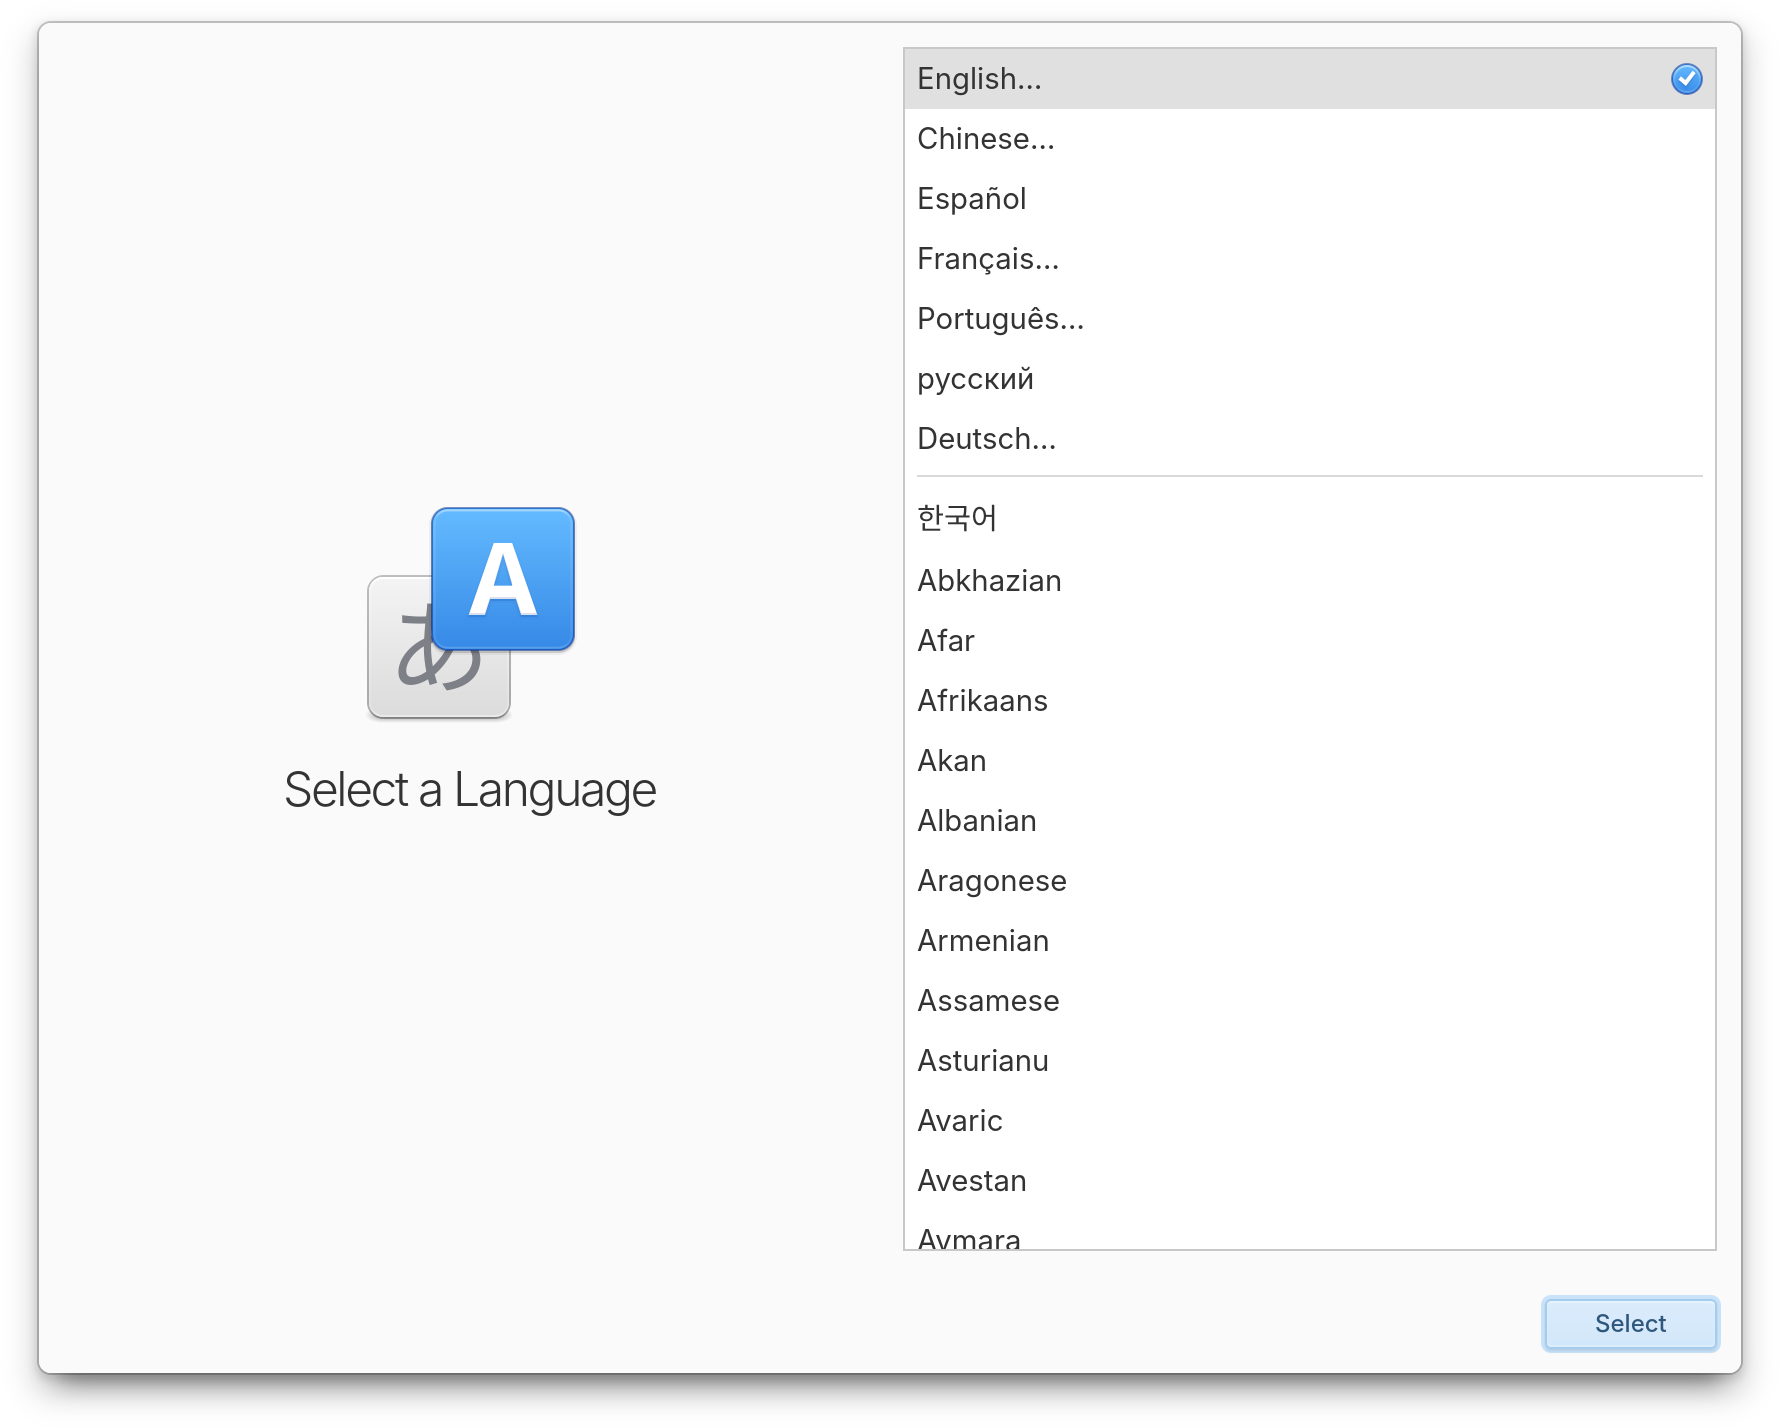 あ
A
Select a Language
English...
Chinese...
Español
Français...
Português...
русский
Deutsch...
한국어
Abkhazian
Afar
Afrikaans
Akan
Albanian
Aragonese
Armenian
Assamese
Asturianu
Avaric
Avestan
Aymara
Select